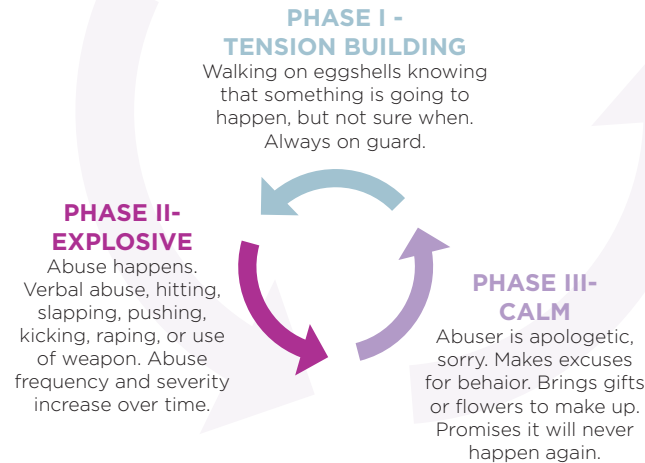 PHASE I -
TENSION BUILDING
Walking on eggshells knowing
that something is going to
happen, but not sure when.
Always on guard.
PHASE II-
EXPLOSIVE
Abuse happens.
Verbal abuse, hitting,
slapping, pushing,
kicking, raping, or use
of weapon. Abuse
frequency and severity
increase over time.
PHASE III-
CALM
Abuser is apologetic,
sorry. Makes excuses
for behaior. Brings gifts
or flowers to make up.
Promises it will never
happen again.